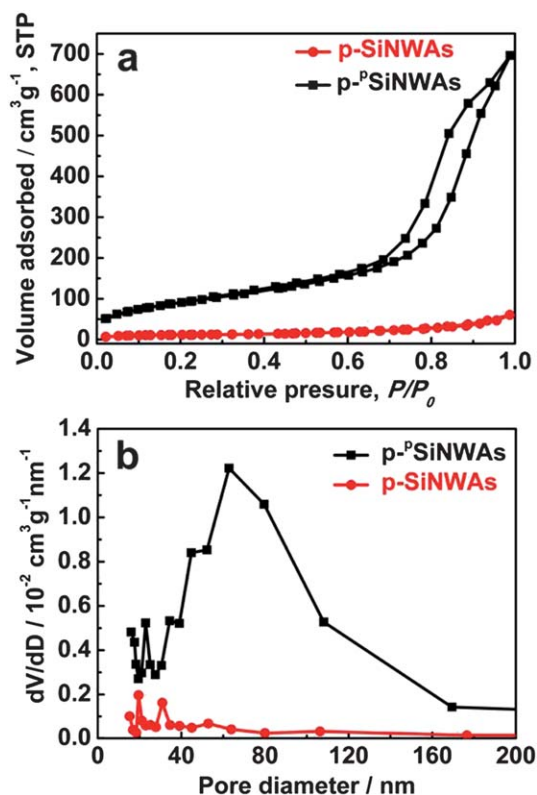 a
p-SiNWAs
p-ᵖSiNWAs
Volume adsorbed / cm³g⁻¹, STP
700
600
500
400
300
200
100
0
0.0 0.2 0.4 0.6 0.8 1.0
Relative presure, P/P₀
b
p-ᵖSiNWAs
p-SiNWAs
dV/dD / 10⁻² cm³g⁻¹nm⁻¹
1.4
1.2
1.0
0.8
0.6
0.4
0.2
0.0
0 40 80 120 160 200
Pore diameter / nm